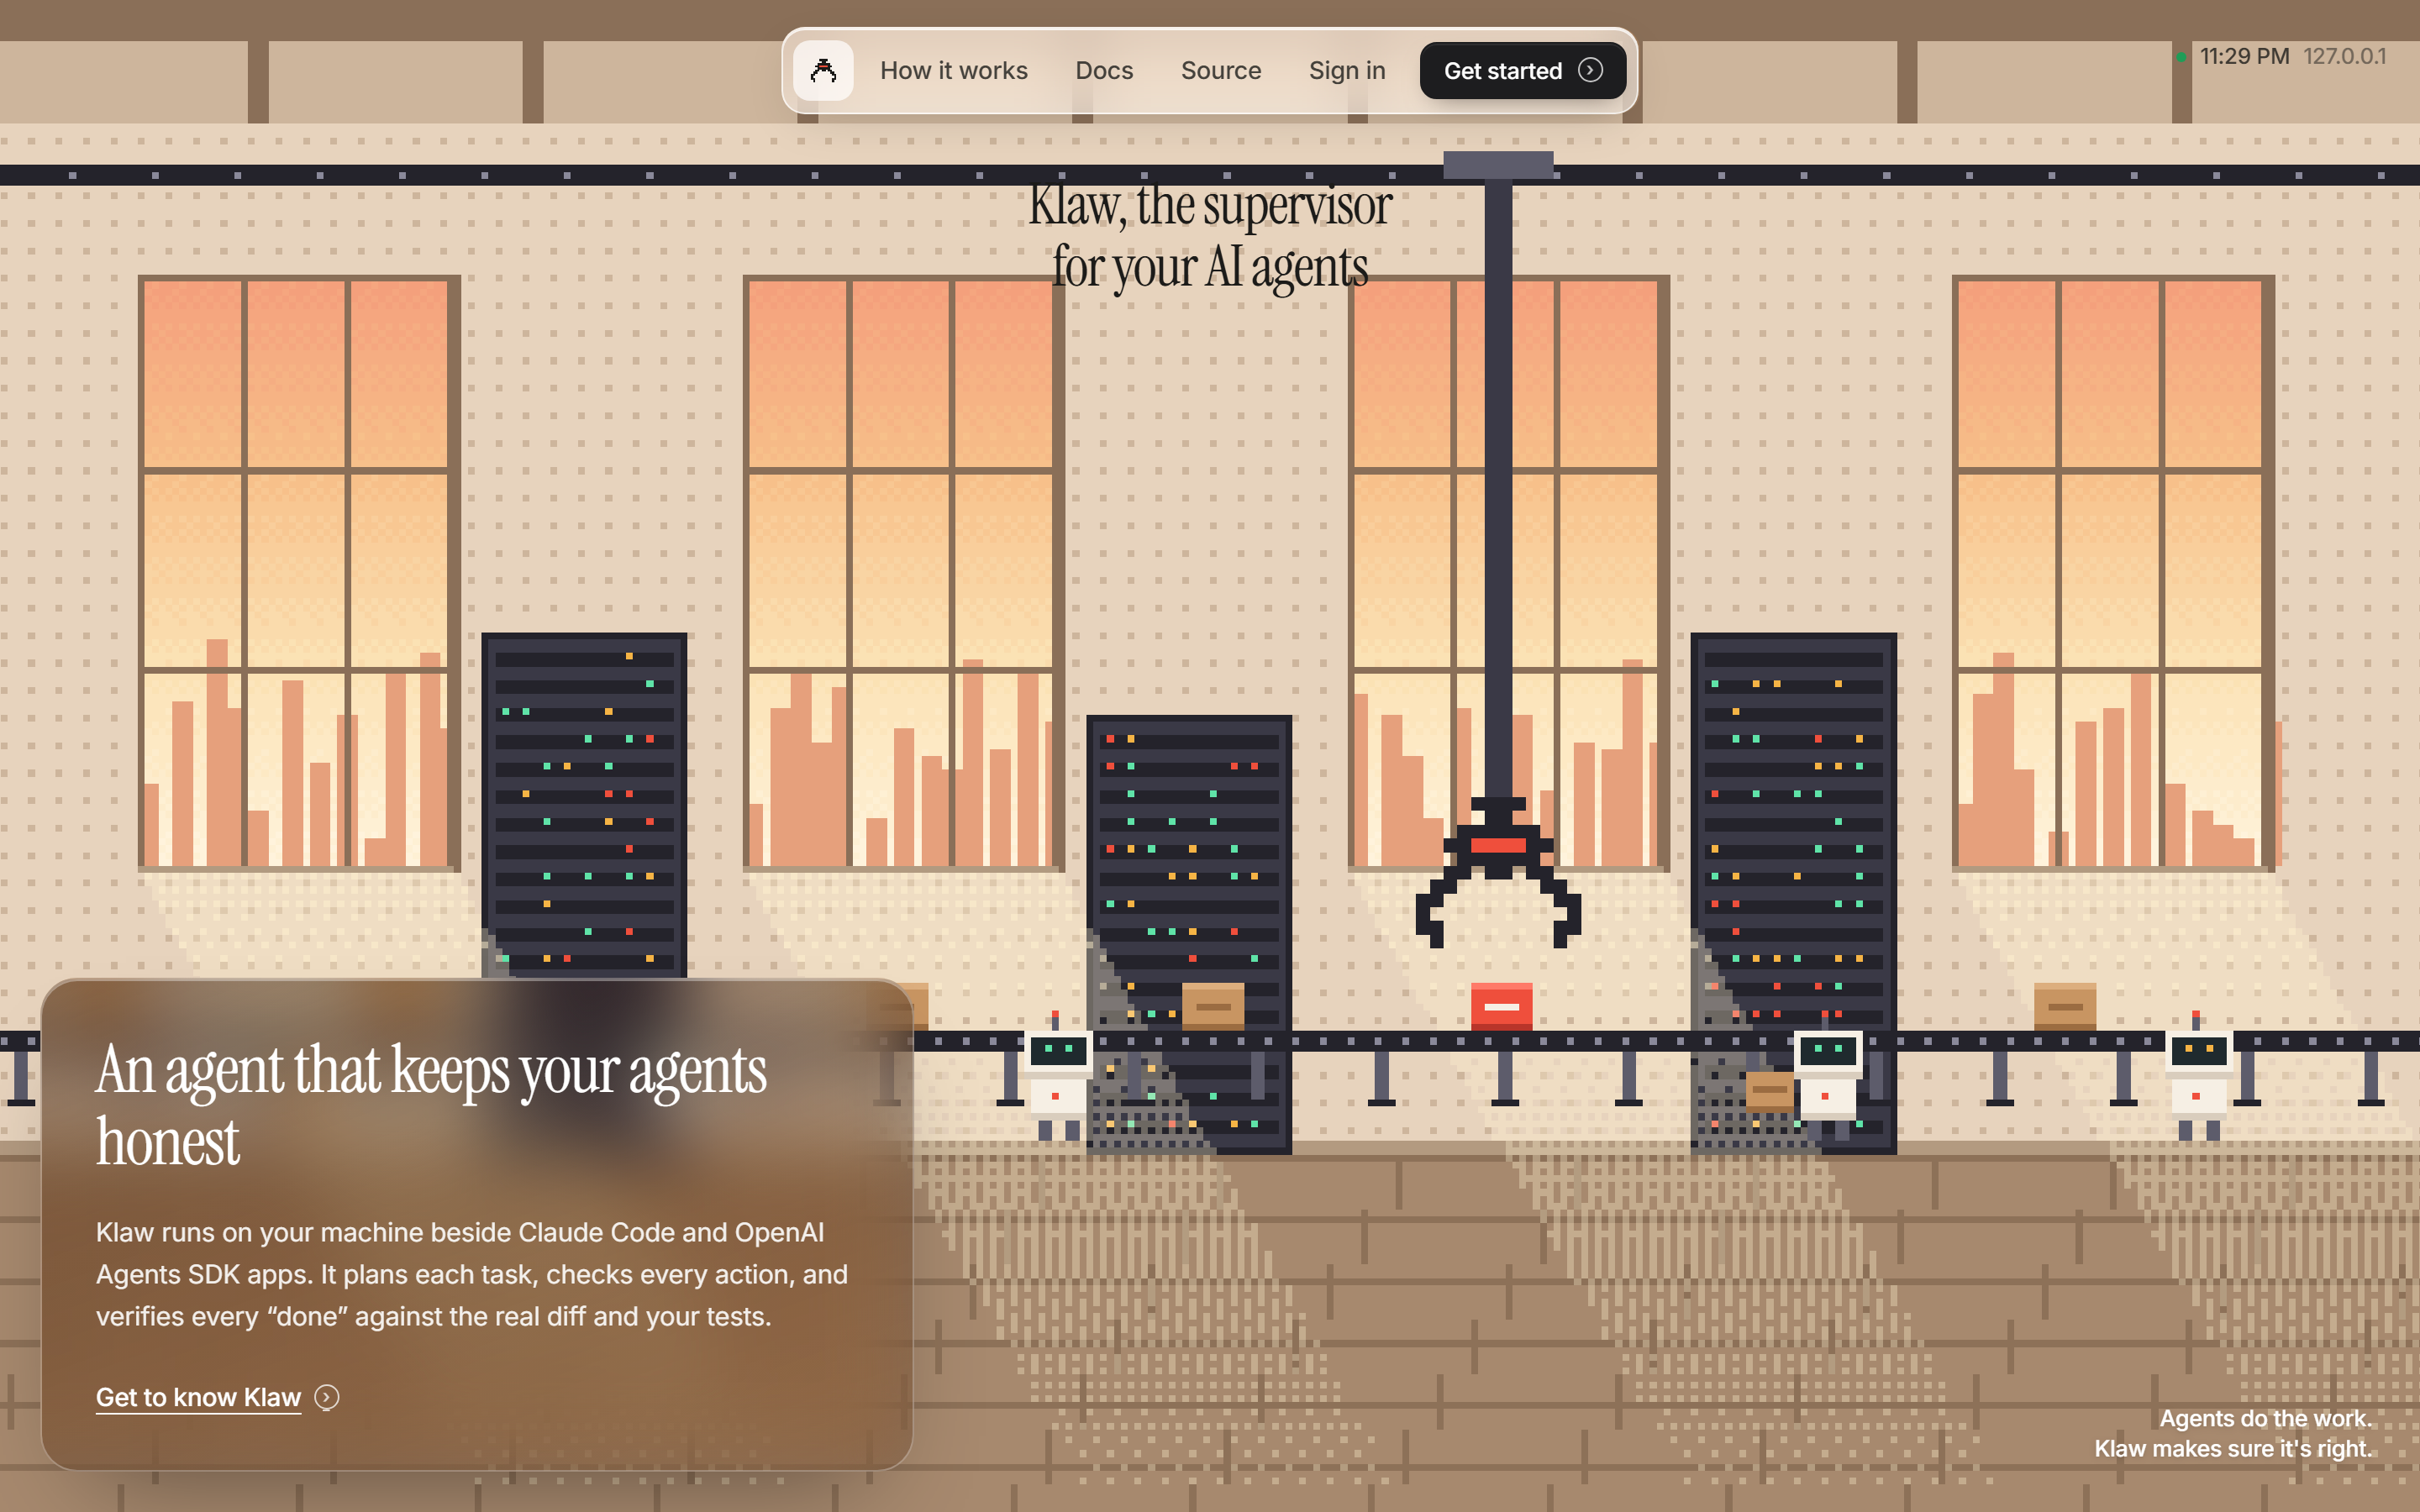 How it works Docs Source Sign in Get started
11:29 PM 127.0.0.1
Klaw, the supervisor
for your AI agents
An agent that keeps your agents
honest
Klaw runs on your machine beside Claude Code and OpenAI
Agents SDK apps. It plans each task, checks every action, and
verifies every “done” against the real diff and your tests.
Get to know Klaw
Agents do the work.
Klaw makes sure it's right.